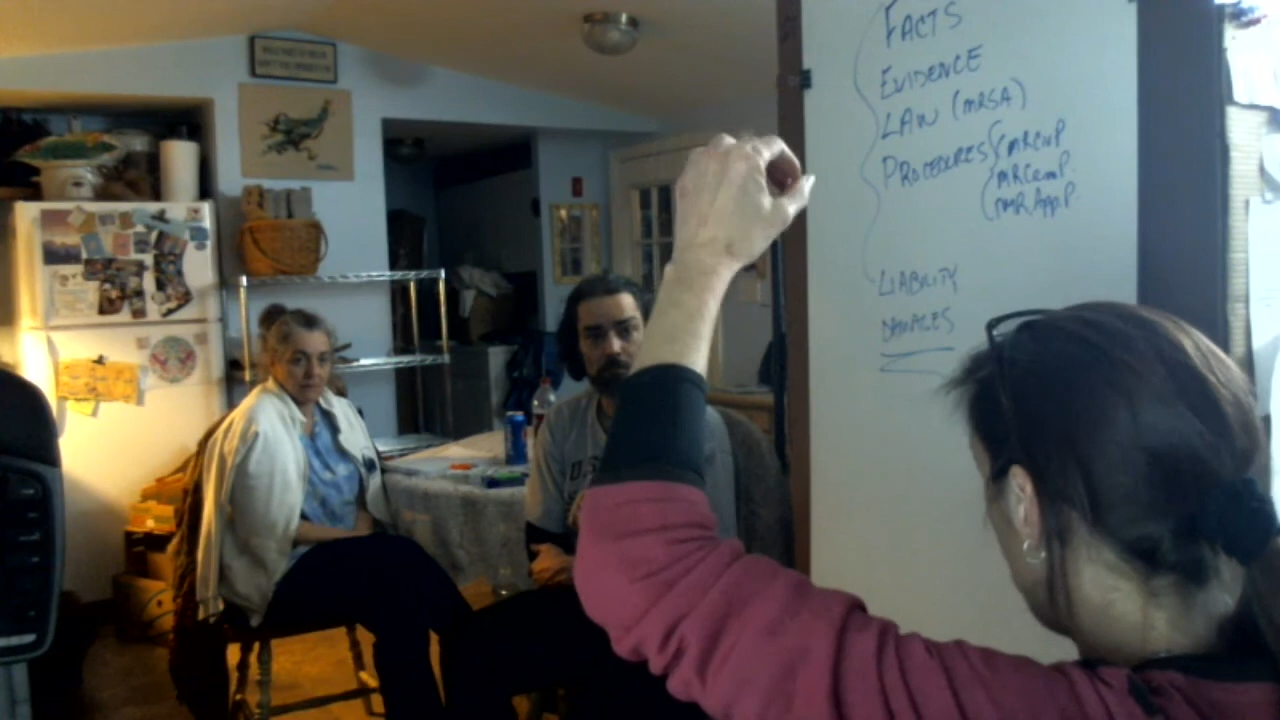 FACTS
EVIDENCE
LAW (MRSA)
PROCEDURES
MRCivP
MRCrimP.
MR.App.P.
LIABILITY
DAMAGES